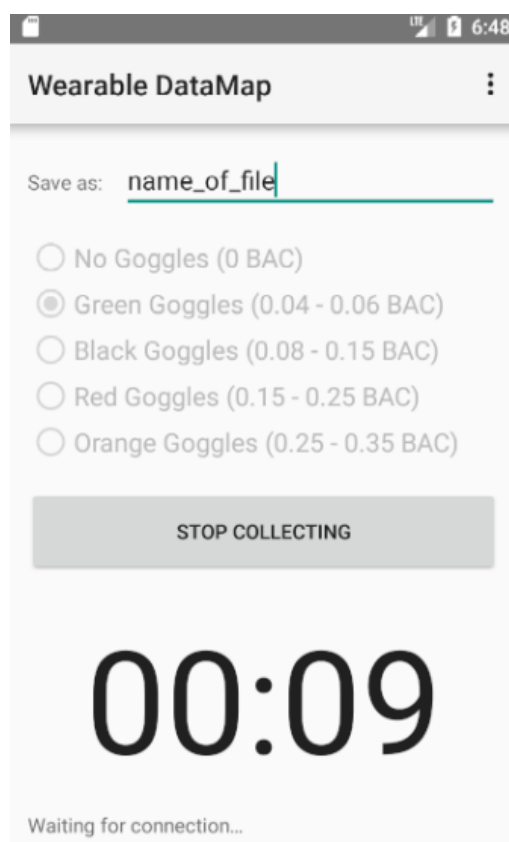 LTE 6:48
Wearable DataMap
Save as: name_of_file
No Goggles (0 BAC)
Green Goggles (0.04 - 0.06 BAC)
Black Goggles (0.08 - 0.15 BAC)
Red Goggles (0.15 - 0.25 BAC)
Orange Goggles (0.25 - 0.35 BAC)
STOP COLLECTING
00:09
Waiting for connection...